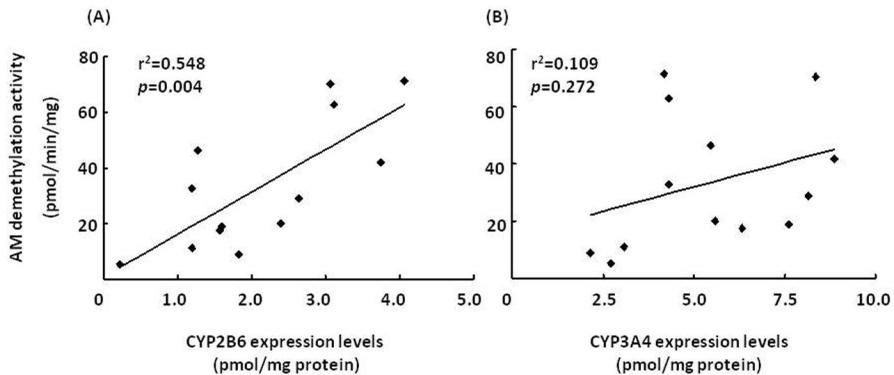 (A)
AM demethylation activity
(pmol/min/mg)
80
60
40
20
r²=0.548
p=0.004
0
1.0
2.0
3.0
4.0
5.0
CYP2B6 expression levels
(pmol/mg protein)
(B)
80
60
40
20
r²=0.109
p=0.272
0
2.5
5.0
7.5
10.0
CYP3A4 expression levels
(pmol/mg protein)